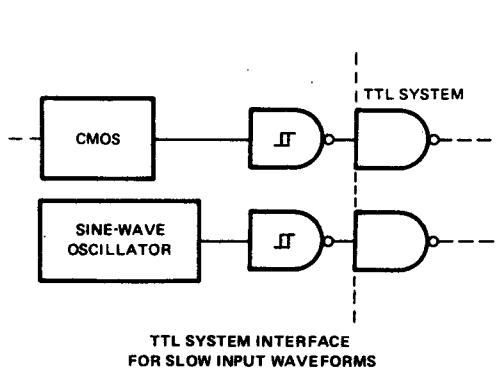 TTL SYSTEM
CMOS
SINE-WAVE
OSCILLATOR
TTL SYSTEM INTERFACE
FOR SLOW INPUT WAVEFORMS